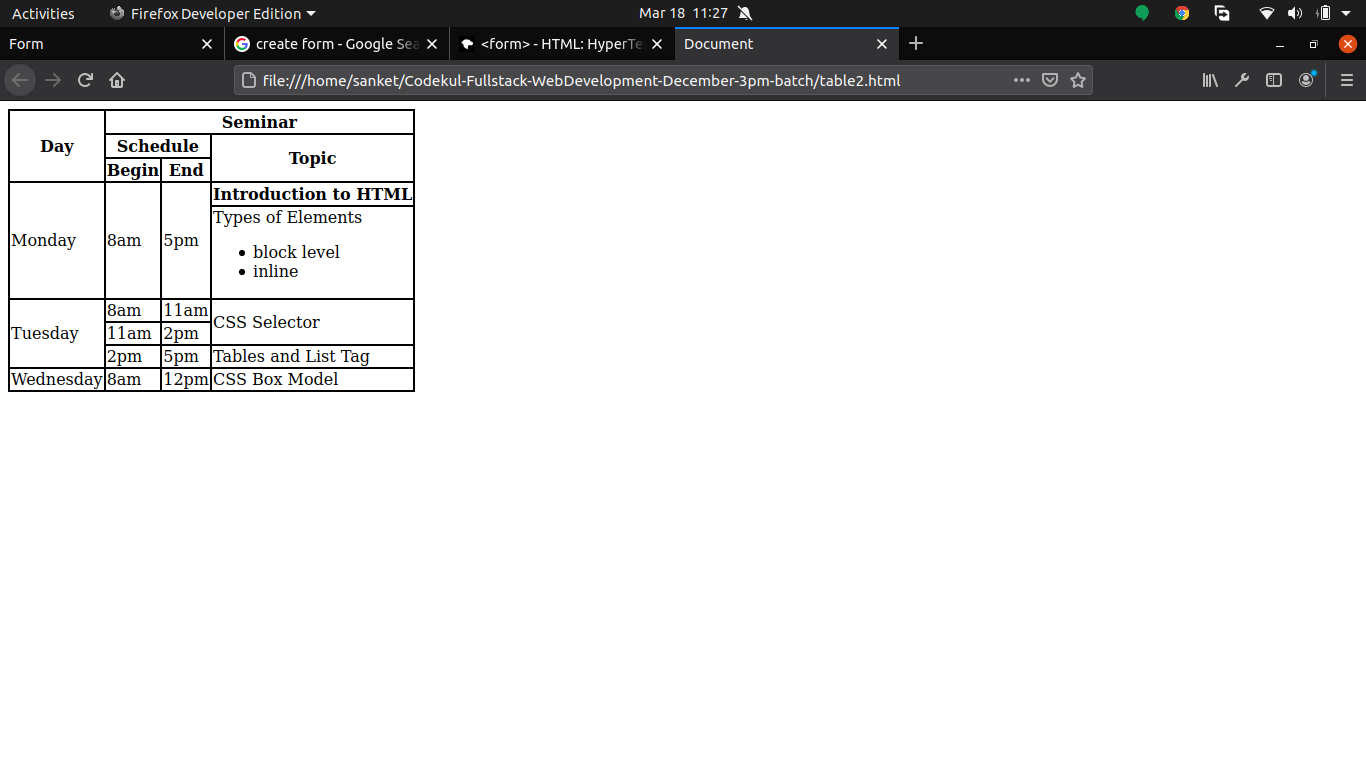 Activities Firefox Developer Edition Mar 18 11:27
Form create form - Google Sea <form> - HTML: HyperTe Document
file:///home/sanket/Codekul-Fullstack-WebDevelopment-December-3pm-batch/table2.html
Day Seminar
Schedule Topic
Begin End
Monday 8am 5pm Introduction to HTML
Types of Elements
block level
inline
Tuesday 8am 11am CSS Selector
11am 2pm
2pm 5pm Tables and List Tag
Wednesday 8am 12pm CSS Box Model